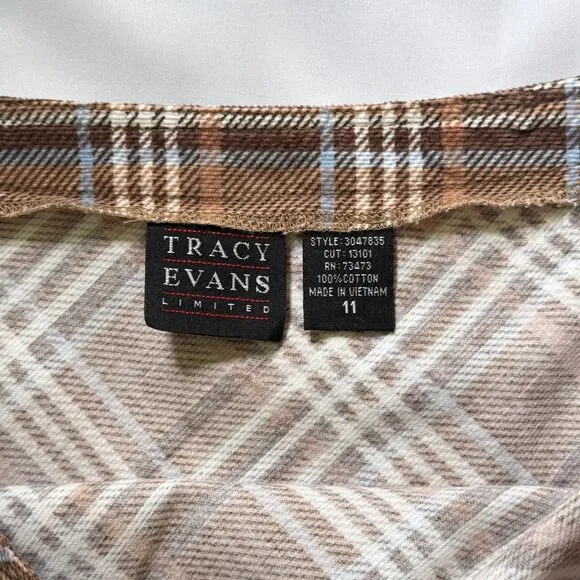 TRACY
EVANS
LIMITED
STYLE: 3047835
CUT: 13101
RN: 73473
100% COTTON
MADE IN VIETNAM
11